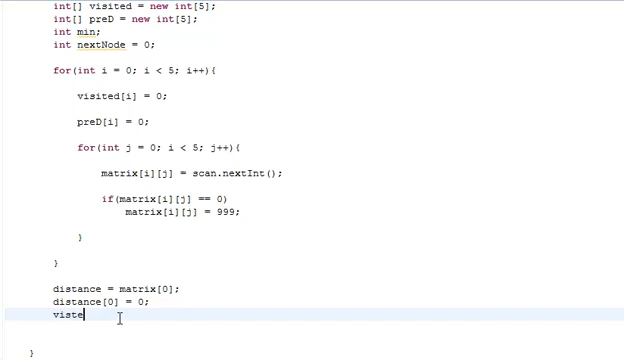 int[] visited = new int[5];
int[] preD = new int[5];
int min;
int nextNode = 0;
for(int i = 0; i < 5; i++){
visited[i] = 0;
preD[i] = 0;
for(int j = 0; i < 5; j++){
matrix[i][j] = scan.nextInt();
if(matrix[i][j] == 0)
matrix[i][j] = 999;
}
}
distance = matrix[0];
distance[0] = 0;
viste
}